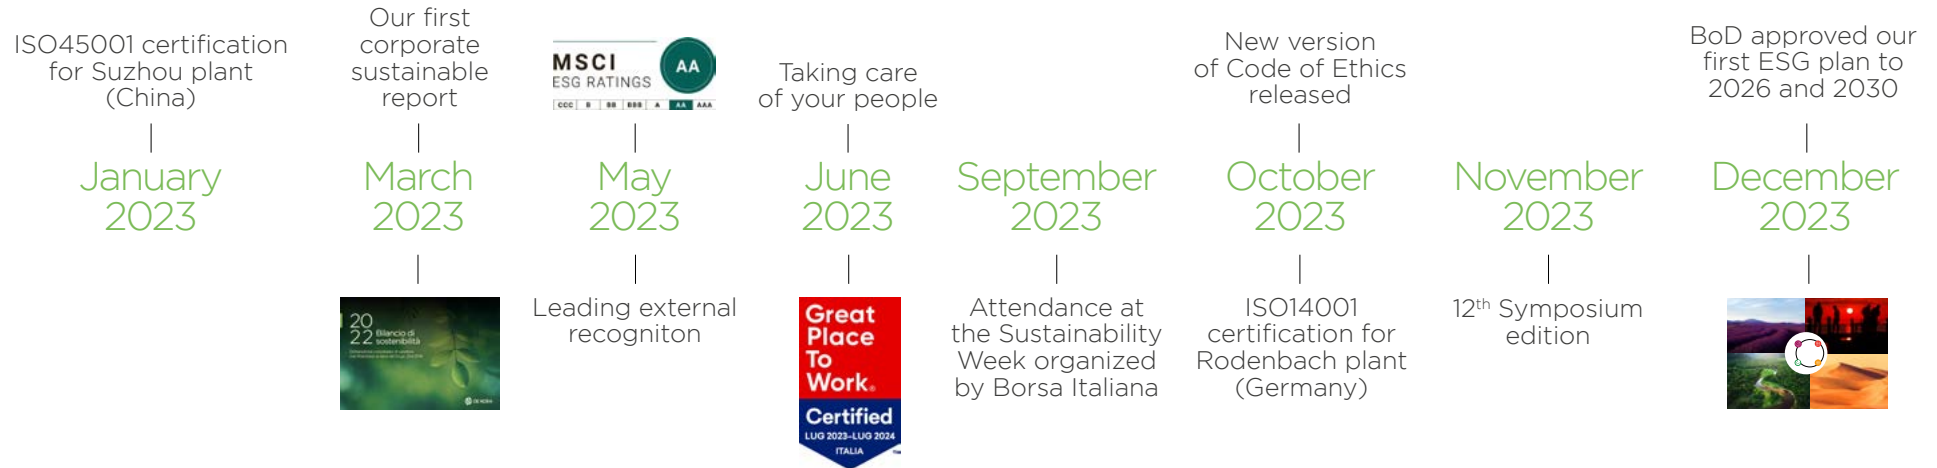 ISO45001 certification
for Suzhou plant
(China)
January
2023
Our first
corporate
sustainable
report
March
2023
20
22
Bilancio di
sostenibilità
DE NORA
MSCI
ESG RATINGS
AA
CCC B BB BBB A AA AAA
May
2023
Leading external
recogniton
Taking care
of your people
June
2023
Great
Place
To
Work®
Certified
LUG 2023-LUG 2024
ITALIA
September
2023
Attendance at
the Sustainability
Week organized
by Borsa Italiana
New version
of Code of Ethics
released
October
2023
ISO14001
certification for
Rodenbach plant
(Germany)
November
2023
12th Symposium
edition
BoD approved our
first ESG plan to
2026 and 2030
December
2023